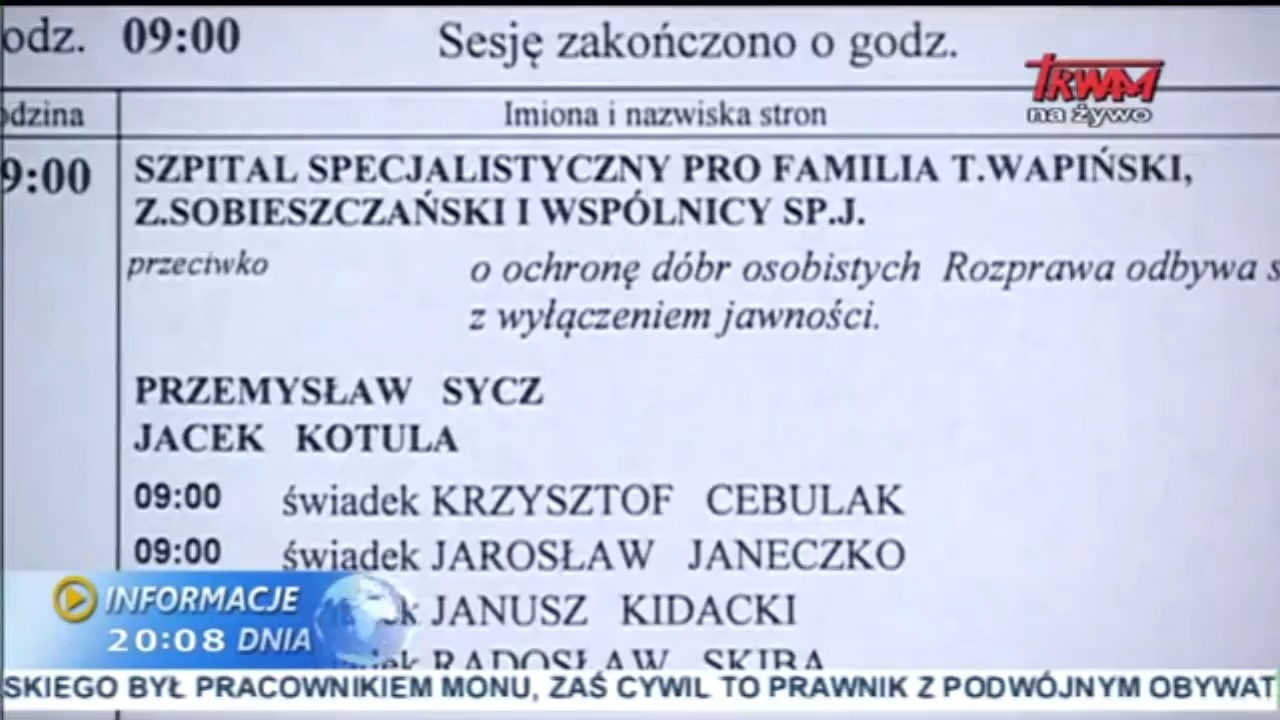 odz. 09:00 Sesję zakończono o godz.
TRWAM
na żywo
odzina Imiona i nazwiska stron
9:00 SZPITAL SPECJALISTYCZNY PRO FAMILIA T.WAPIŃSKI,
Z.SOBIESZCZAŃSKI I WSPÓLNICY SP.J.
przeciwko o ochronę dóbr osobistych Rozprawa odbywa s
z wyłączeniem jawności.
PRZEMYSŁAW SYCZ
JACEK KOTULA
09:00 świadek KRZYSZTOF CEBULAK
09:00 świadek JAROSŁAW JANECZKO
JANUSZ KIDACKI
RADOSŁAW SKIBA
INFORMACJE
20:08 DNIA
SKIEGO BYŁ PRACOWNIKIEM MONU, ZAŚ CYWIL TO PRAWNIK Z PODWÓJNYM OBYWAT